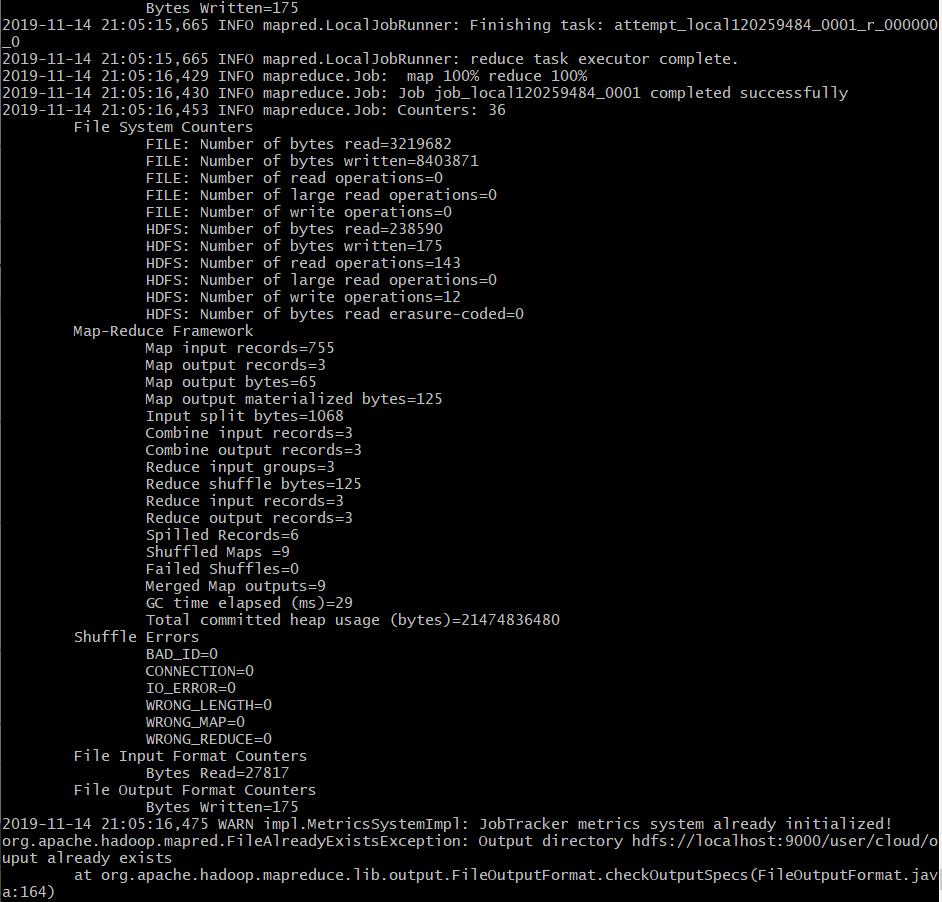 Bytes Written=175
2019-11-14 21:05:15,665 INFO mapred.LocalJobRunner: Finishing task: attempt_local120259484_0001_r_000000
_0
2019-11-14 21:05:15,665 INFO mapred.LocalJobRunner: reduce task executor complete.
2019-11-14 21:05:16,429 INFO mapreduce.Job:  map 100% reduce 100%
2019-11-14 21:05:16,430 INFO mapreduce.Job: Job job_local120259484_0001 completed successfully
2019-11-14 21:05:16,453 INFO mapreduce.Job: Counters: 36
File System Counters
FILE: Number of bytes read=3219682
FILE: Number of bytes written=8403871
FILE: Number of read operations=0
FILE: Number of large read operations=0
FILE: Number of write operations=0
HDFS: Number of bytes read=238590
HDFS: Number of bytes written=175
HDFS: Number of read operations=143
HDFS: Number of large read operations=0
HDFS: Number of write operations=12
HDFS: Number of bytes read erasure-coded=0
Map-Reduce Framework
Map input records=755
Map output records=3
Map output bytes=65
Map output materialized bytes=125
Input split bytes=1068
Combine input records=3
Combine output records=3
Reduce input groups=3
Reduce shuffle bytes=125
Reduce input records=3
Reduce output records=3
Spilled Records=6
Shuffled Maps =9
Failed Shuffles=0
Merged Map outputs=9
GC time elapsed (ms)=29
Total committed heap usage (bytes)=21474836480
Shuffle Errors
BAD_ID=0
CONNECTION=0
IO_ERROR=0
WRONG_LENGTH=0
WRONG_MAP=0
WRONG_REDUCE=0
File Input Format Counters
Bytes Read=27817
File Output Format Counters
Bytes Written=175
2019-11-14 21:05:16,475 WARN impl.MetricsSystemImpl: JobTracker metrics system already initialized!
org.apache.hadoop.mapred.FileAlreadyExistsException: Output directory hdfs://localhost:9000/user/cloud/o
uput already exists
at org.apache.hadoop.mapreduce.lib.output.FileOutputFormat.checkOutputSpecs(FileOutputFormat.jav
a:164)